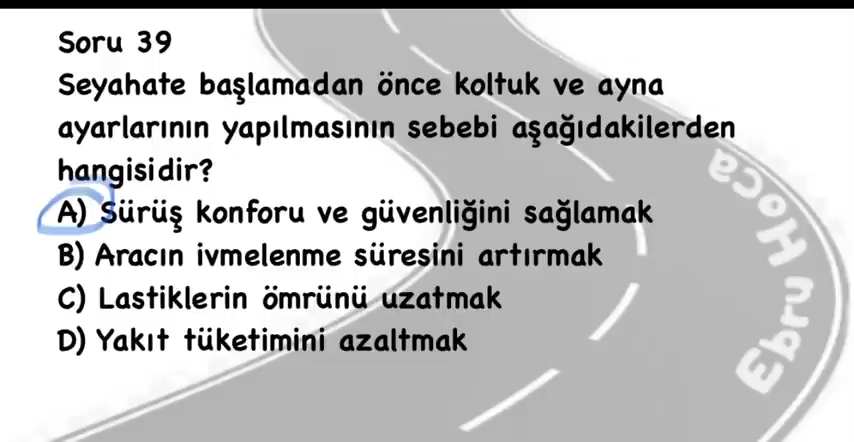 Soru 39
Seyahate başlamadan önce koltuk ve ayna
ayarlarının yapılmasının sebebi aşağıdakilerden
hangisidir?
A) Sürüş konforu ve güvenliğini sağlamak
B) Aracın ivmelenme süresini artırmak
C) Lastiklerin ömrünü uzatmak
D) Yakıt tüketimini azaltmak
Ebru Hoca